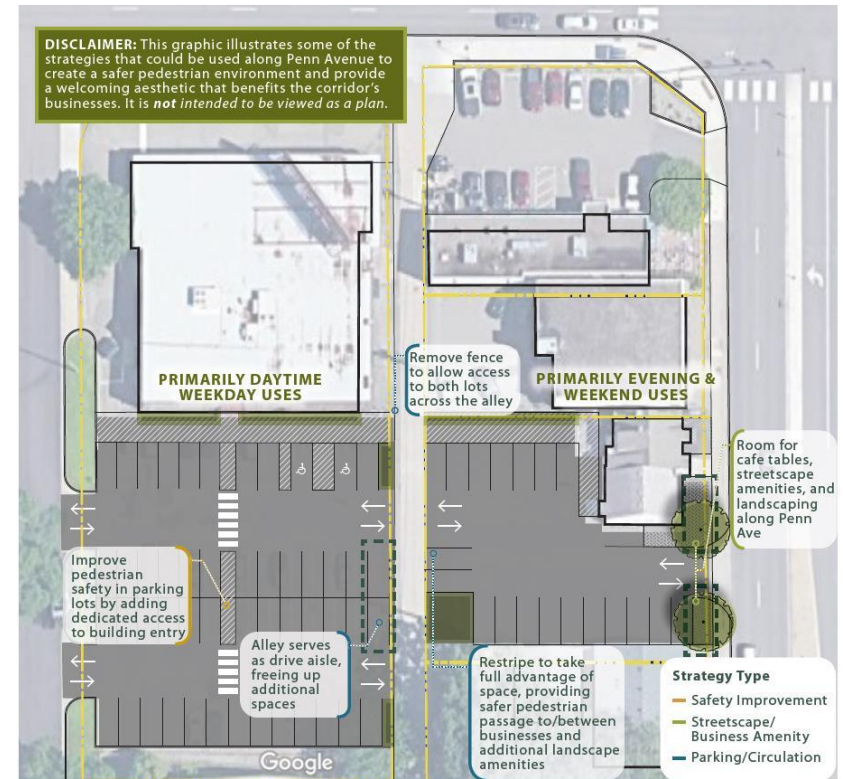 DISCLAIMER: This graphic illustrates some of the
strategies that could be used along Penn Avenue to
create a safer pedestrian environment and provide
a welcoming aesthetic that benefits the corridor's
businesses. It is not intended to be viewed as a plan.
PRIMARILY DAYTIME
WEEKDAY USES
Remove fence
to allow access
to both lots
across the alley
PRIMARILY EVENING &
WEEKEND USES
Room for
cafe tables,
streetscape
amenities, and
landscaping
along Penn
Ave
Improve
pedestrian
safety in parking
lots by adding
dedicated access
to building entry
Alley serves
as drive aisle,
freeing up
additional
spaces
Restripe to take
full advantage of
space, providing
safer pedestrian
passage to/between
businesses and
additional landscape
amenities
Strategy Type
Safety Improvement
Streetscape/
Business Amenity
Parking/Circulation
Google